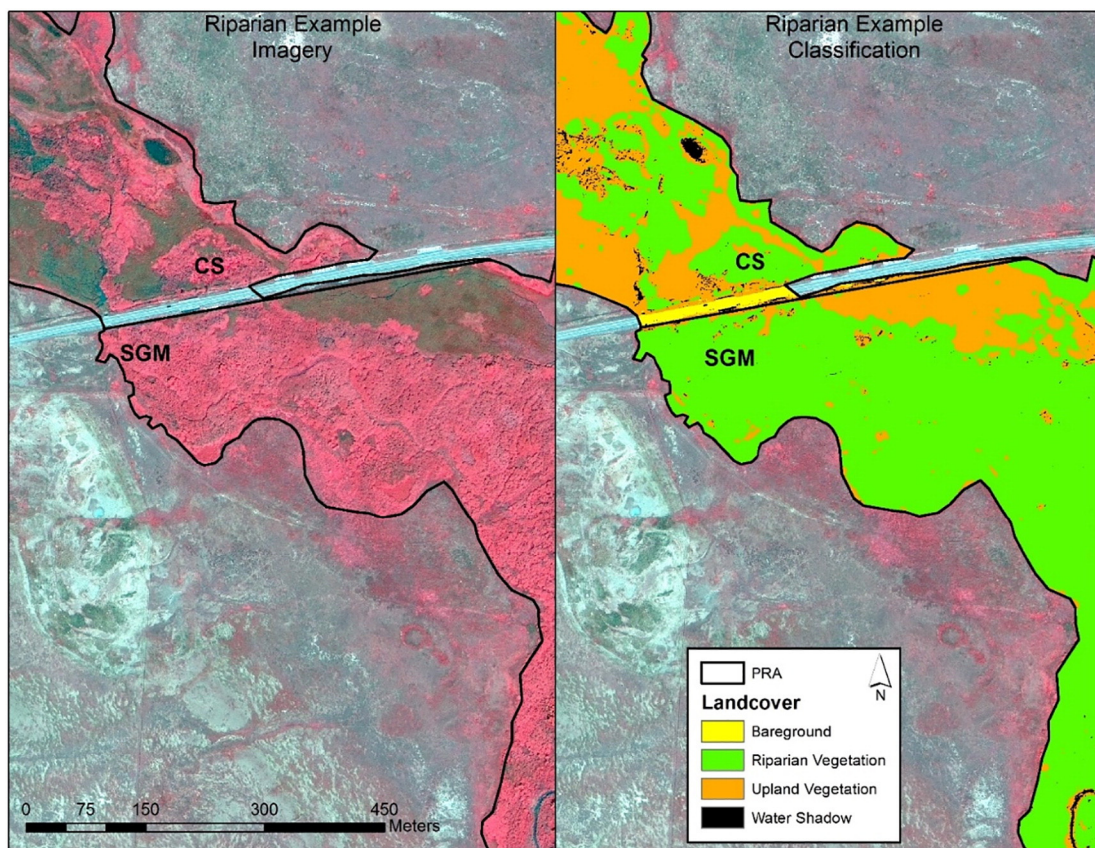 Riparian Example
Imagery
CS
SGM
0 75 150 300 450
Meters
Riparian Example
Classification
CS
SGM
PRA
N
Landcover
Bareground
Riparian Vegetation
Upland Vegetation
Water Shadow